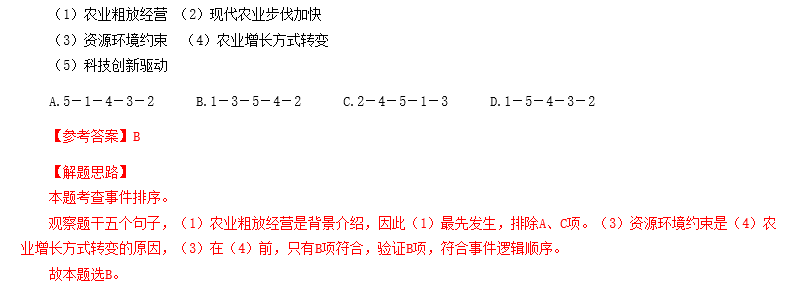 （1）农业粗放经营 （2）现代农业步伐加快
（3）资源环境约束 （4）农业增长方式转变
（5）科技创新驱动
A.5－1－4－3－2 B.1－3－5－4－2 C.2－4－5－1－3 D.1－5－4－3－2
【参考答案】B
【解题思路】
本题考查事件排序。
观察题干五个句子，（1）农业粗放经营是背景介绍，因此（1）最先发生，排除A、C项。（3）资源环境约束是（4）农
业增长方式转变的原因，（3）在（4）前，只有B项符合，验证B项，符合事件逻辑顺序。
故本题选B。